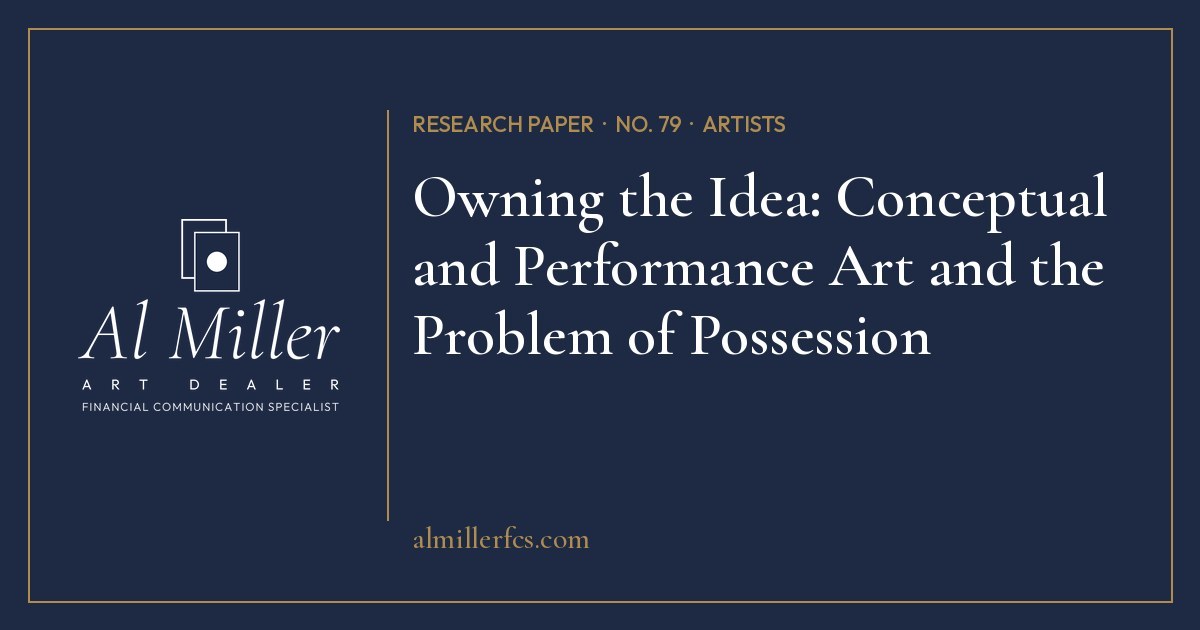 Al Miller
ART DEALER
FINANCIAL COMMUNICATION SPECIALIST
RESEARCH PAPER · NO. 79 · ARTISTS
Owning the Idea: Conceptual
and Performance Art and the
Problem of Possession
almillerfcs.com